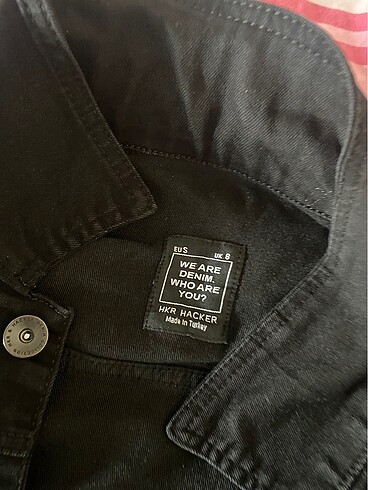 EU S UK 8
WE ARE
DENIM.
WHO ARE
YOU?
HKR HACKER
Made in Turkey